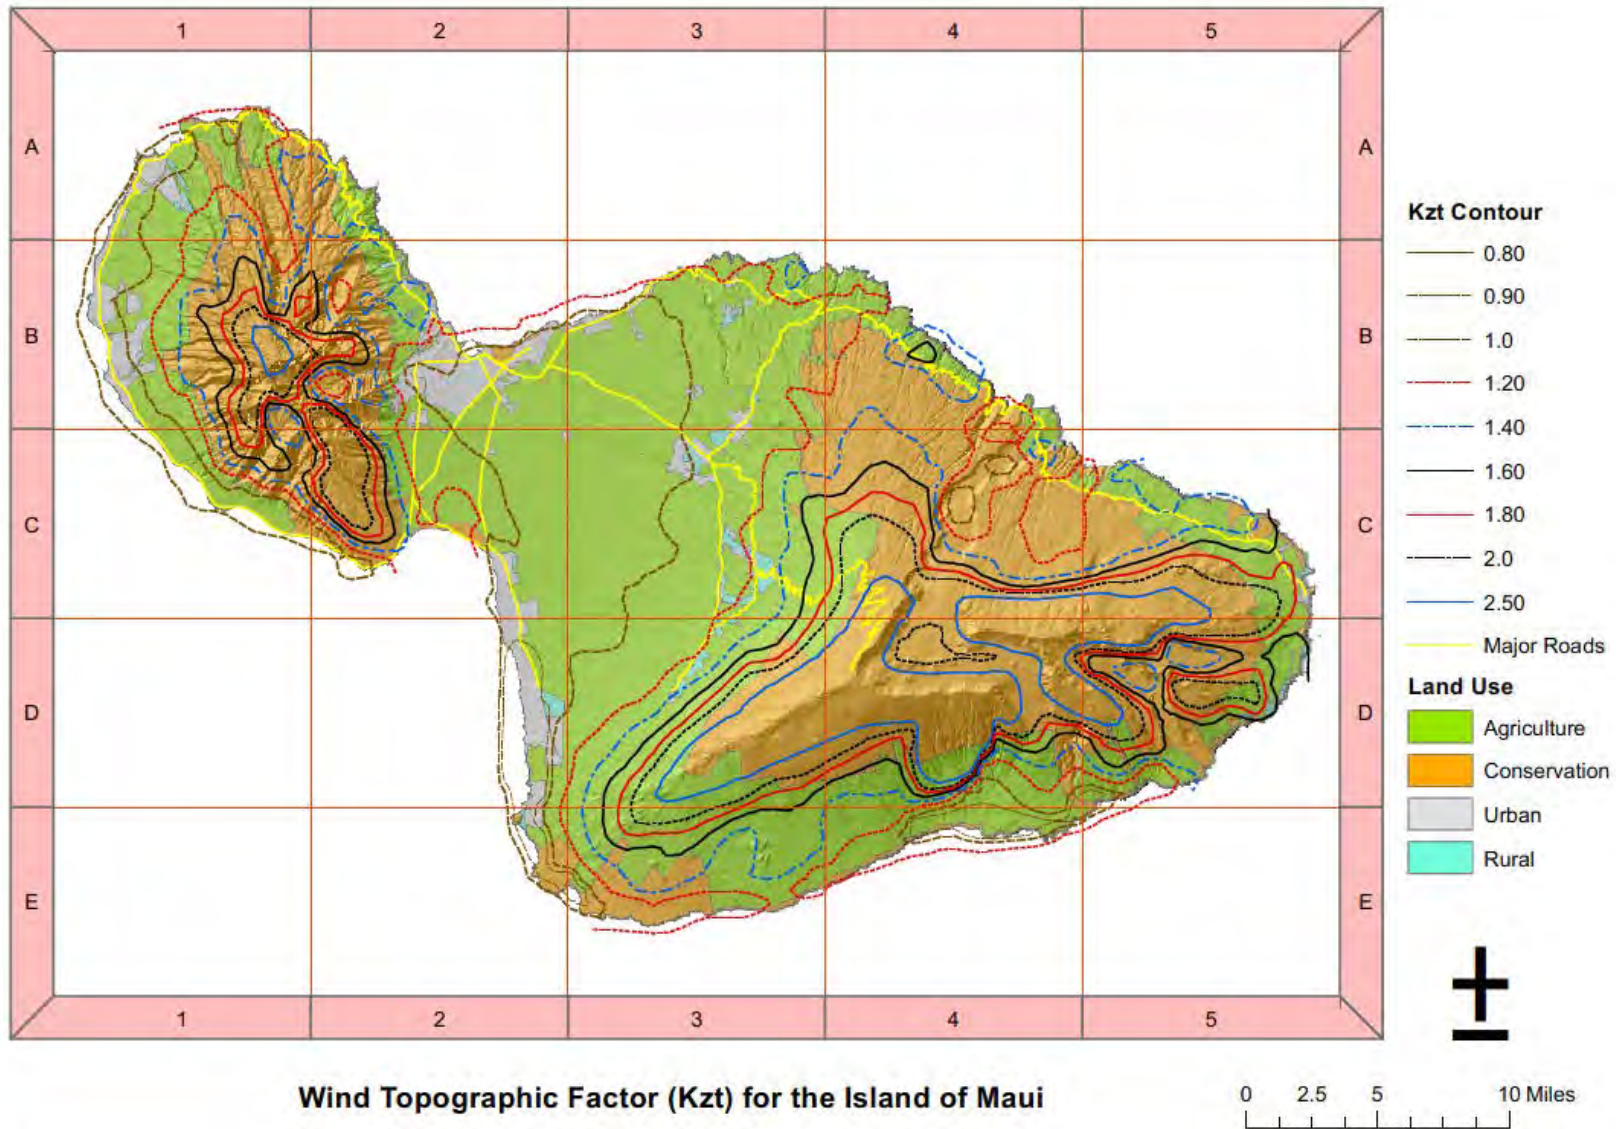 1 2 3 4 5
A A
B B
C C
D D
E E
1 2 3 4 5
Kzt Contour
0.80
0.90
1.0
1.20
1.40
1.60
1.80
2.0
2.50
Major Roads
Land Use
Agriculture
Conservation
Urban
Rural
Wind Topographic Factor (Kzt) for the Island of Maui
0 2.5 5 10 Miles